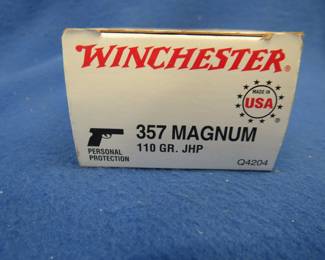 WINCHESTER®
MADE IN
USA
357 MAGNUM
110 GR. JHP
PERSONAL
PROTECTION
Q4204